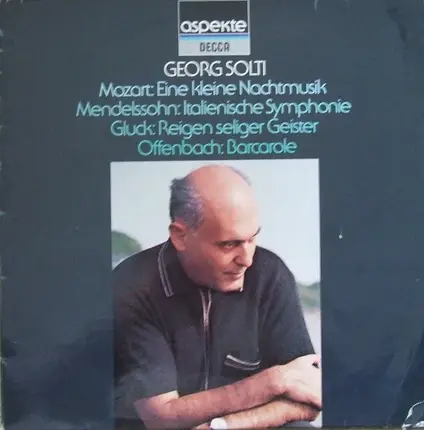 aspekte
DECCA
GEORG SOLTI
Mozart: Eine kleine Nachtmusik
Mendelssohn: Italienische Symphonie
Gluck: Reigen seliger Geister
Offenbach: Barcarole